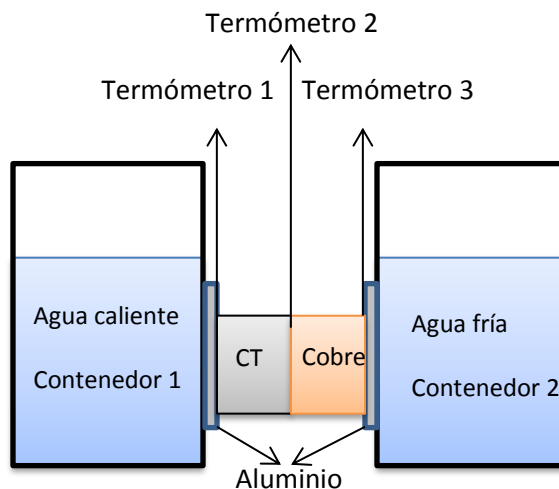 Termómetro 2
Termómetro 1
Termómetro 3
Agua caliente
Contenedor 1
CT
Cobre
Agua fría
Contenedor 2
Aluminio